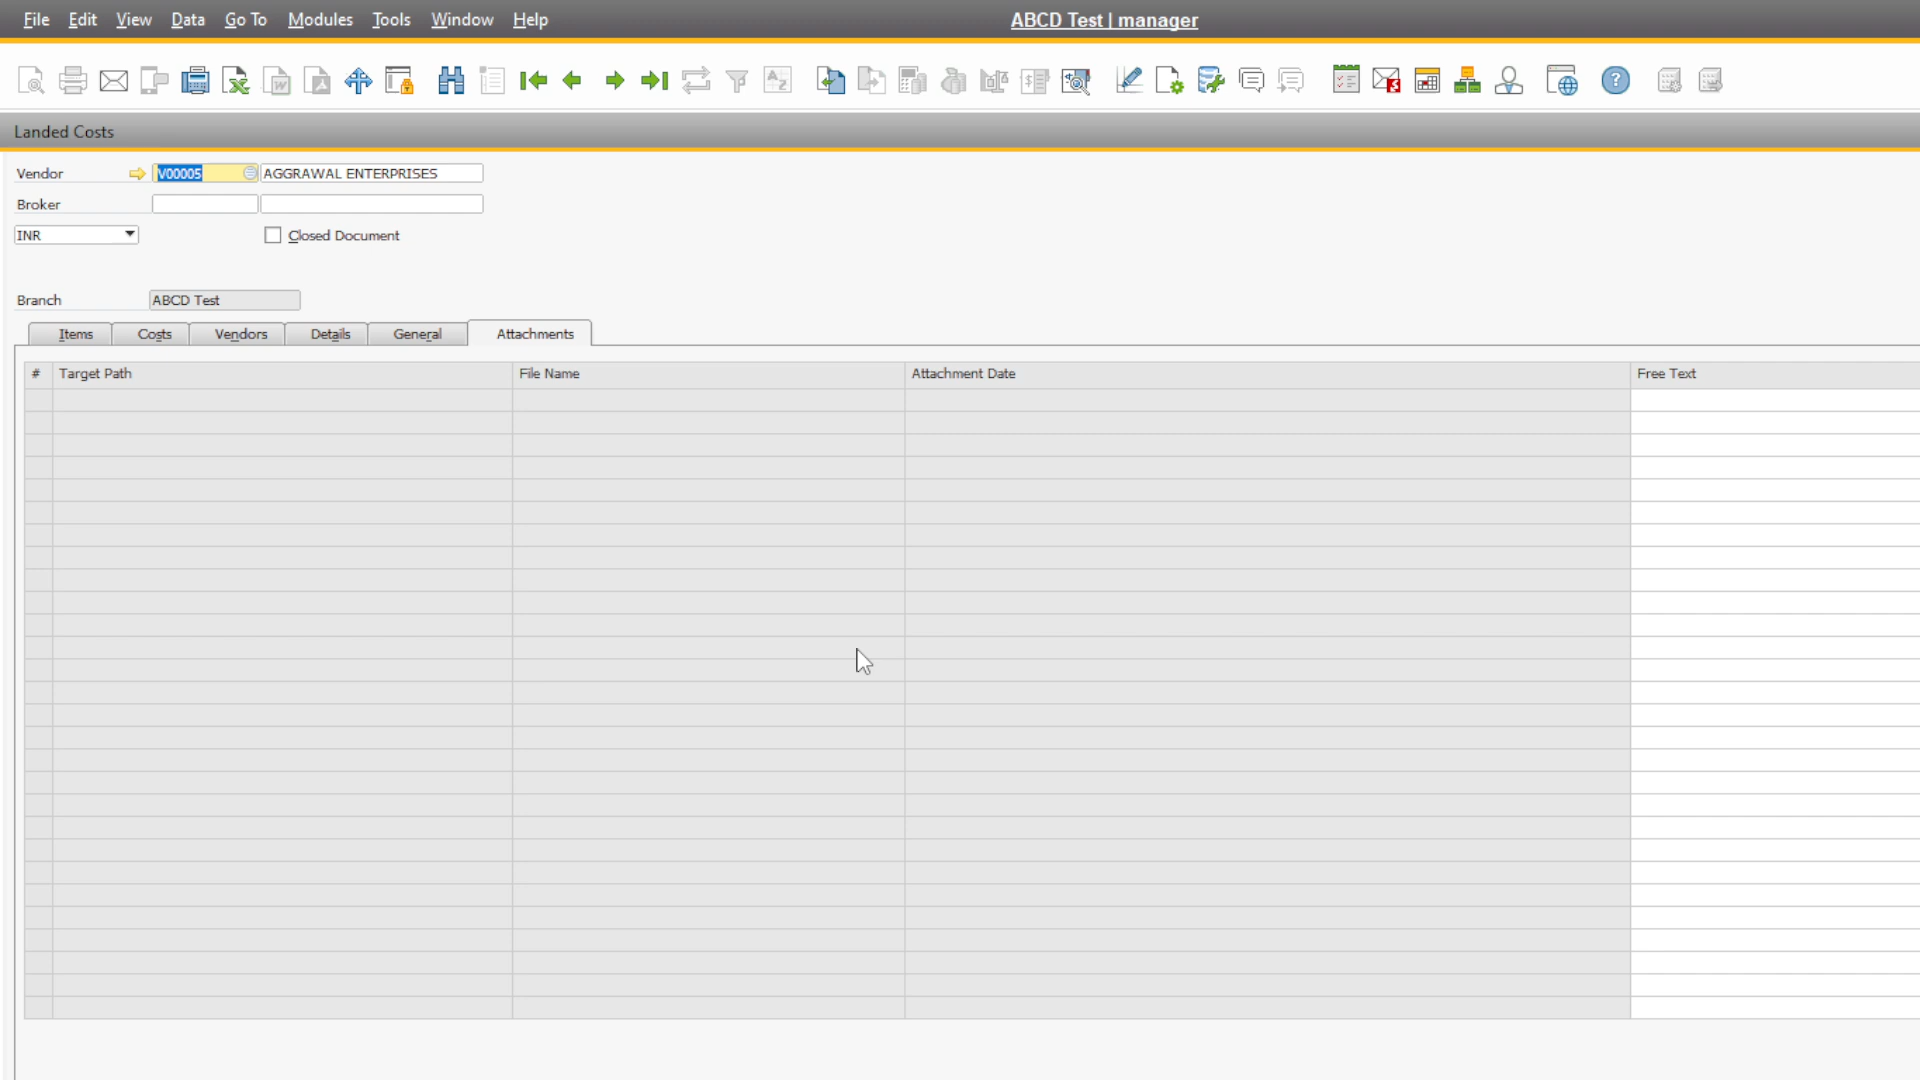 File Edit View Data Go To Modules Tools Window Help ABCD Test | manager
Landed Costs
Vendor V00005 AGGRAWAL ENTERPRISES
Broker
INR Closed Document
Branch ABCD Test
Items Costs Vendors Details General Attachments
# Target Path File Name Attachment Date Free Text